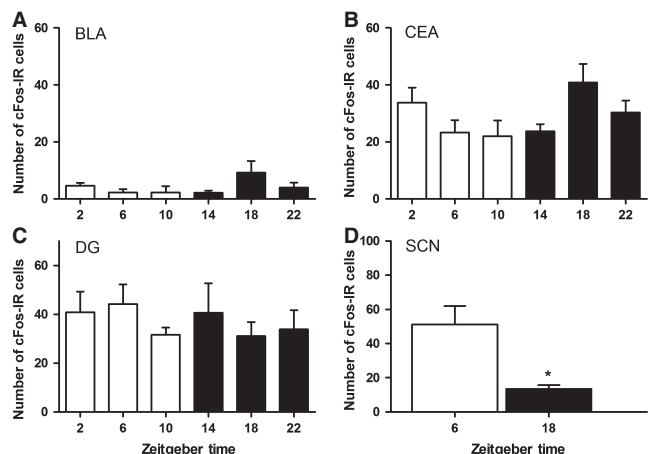 A
BLA
Number of cFos-IR cells
60
40
20
0
2 6 10 14 18 22
B
CEA
Number of cFos-IR cells
60
40
20
0
2 6 10 14 18 22
C
DG
Number of cFos-IR cells
60
40
20
0
2 6 10 14 18 22
Zeitgeber time
D
SCN
Number of cFos-IR cells
100
80
60
40
20
0
*
6 18
Zeitgeber time